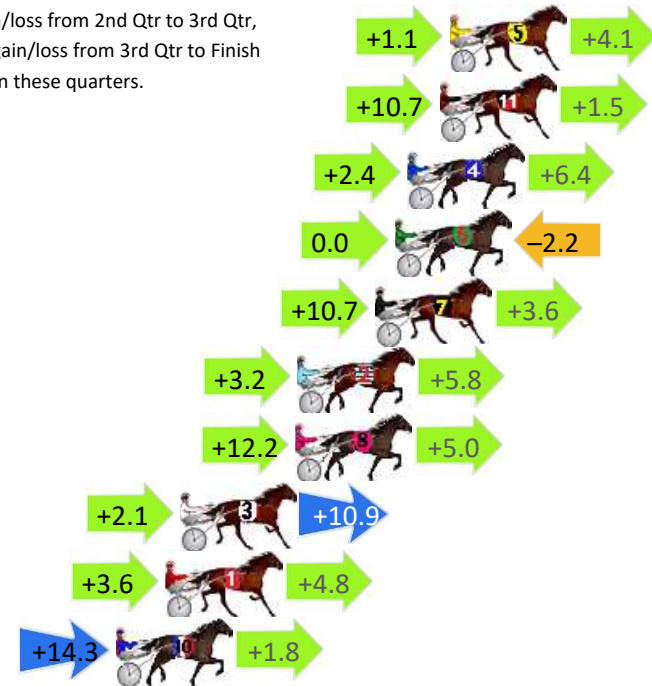 /loss from 2nd Qtr to 3rd Qtr,
gain/loss from 3rd Qtr to Finish
n these quarters.
+1.1 5 +4.1
+10.7 11 +1.5
+2.4 4 +6.4
0.0 6 –2.2
+10.7 7 +3.6
+3.2 2 +5.8
+12.2 8 +5.0
+2.1 3 +10.9
+3.6 1 +4.8
+14.3 10 +1.8